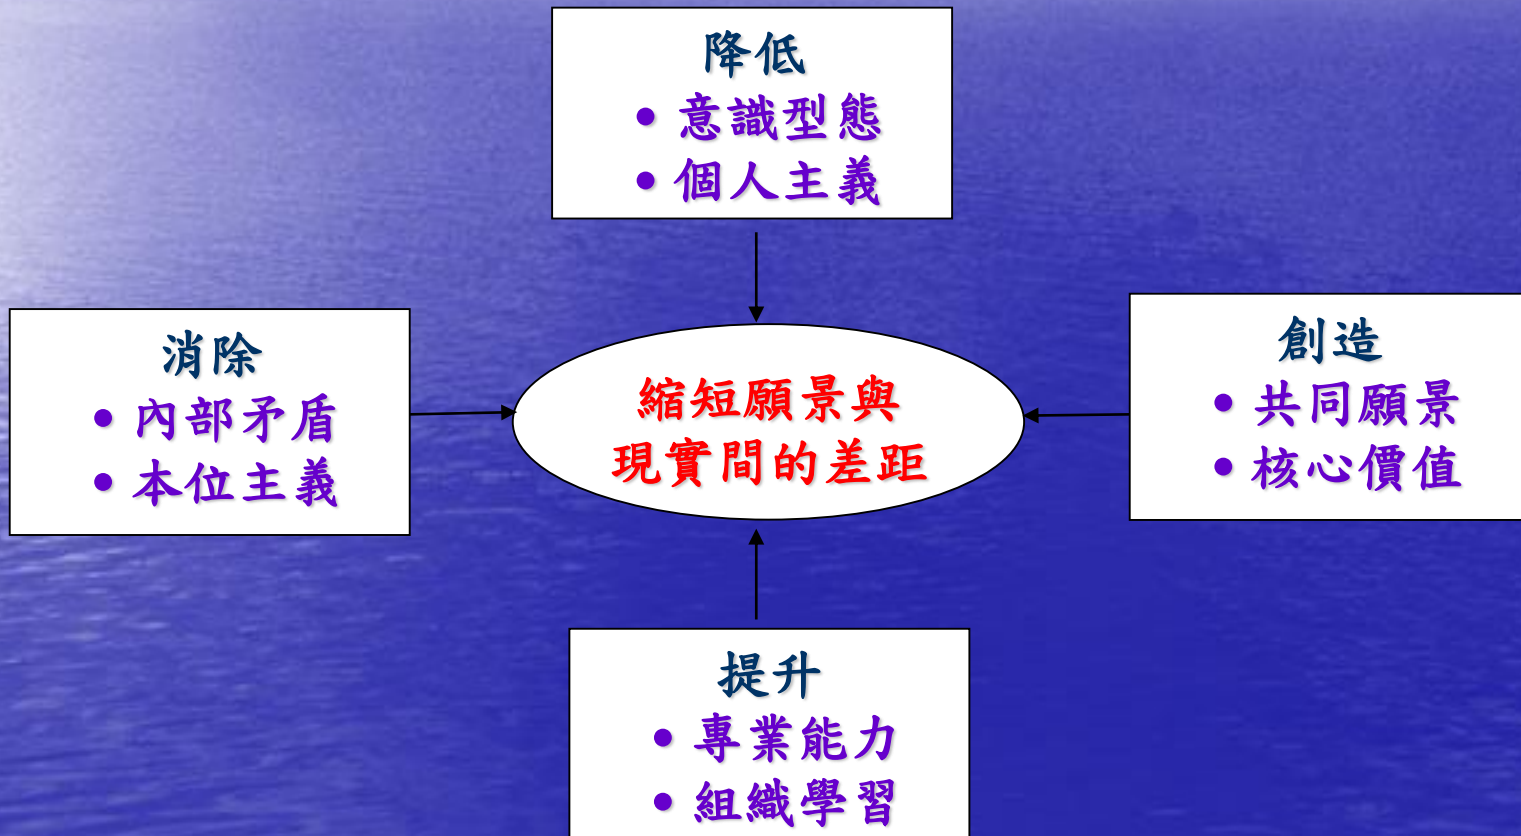 降低
• 意識型態
• 個人主義
消除
• 內部矛盾
• 本位主義
縮短願景與
現實間的差距
創造
• 共同願景
• 核心價值
提升
• 專業能力
• 組織學習